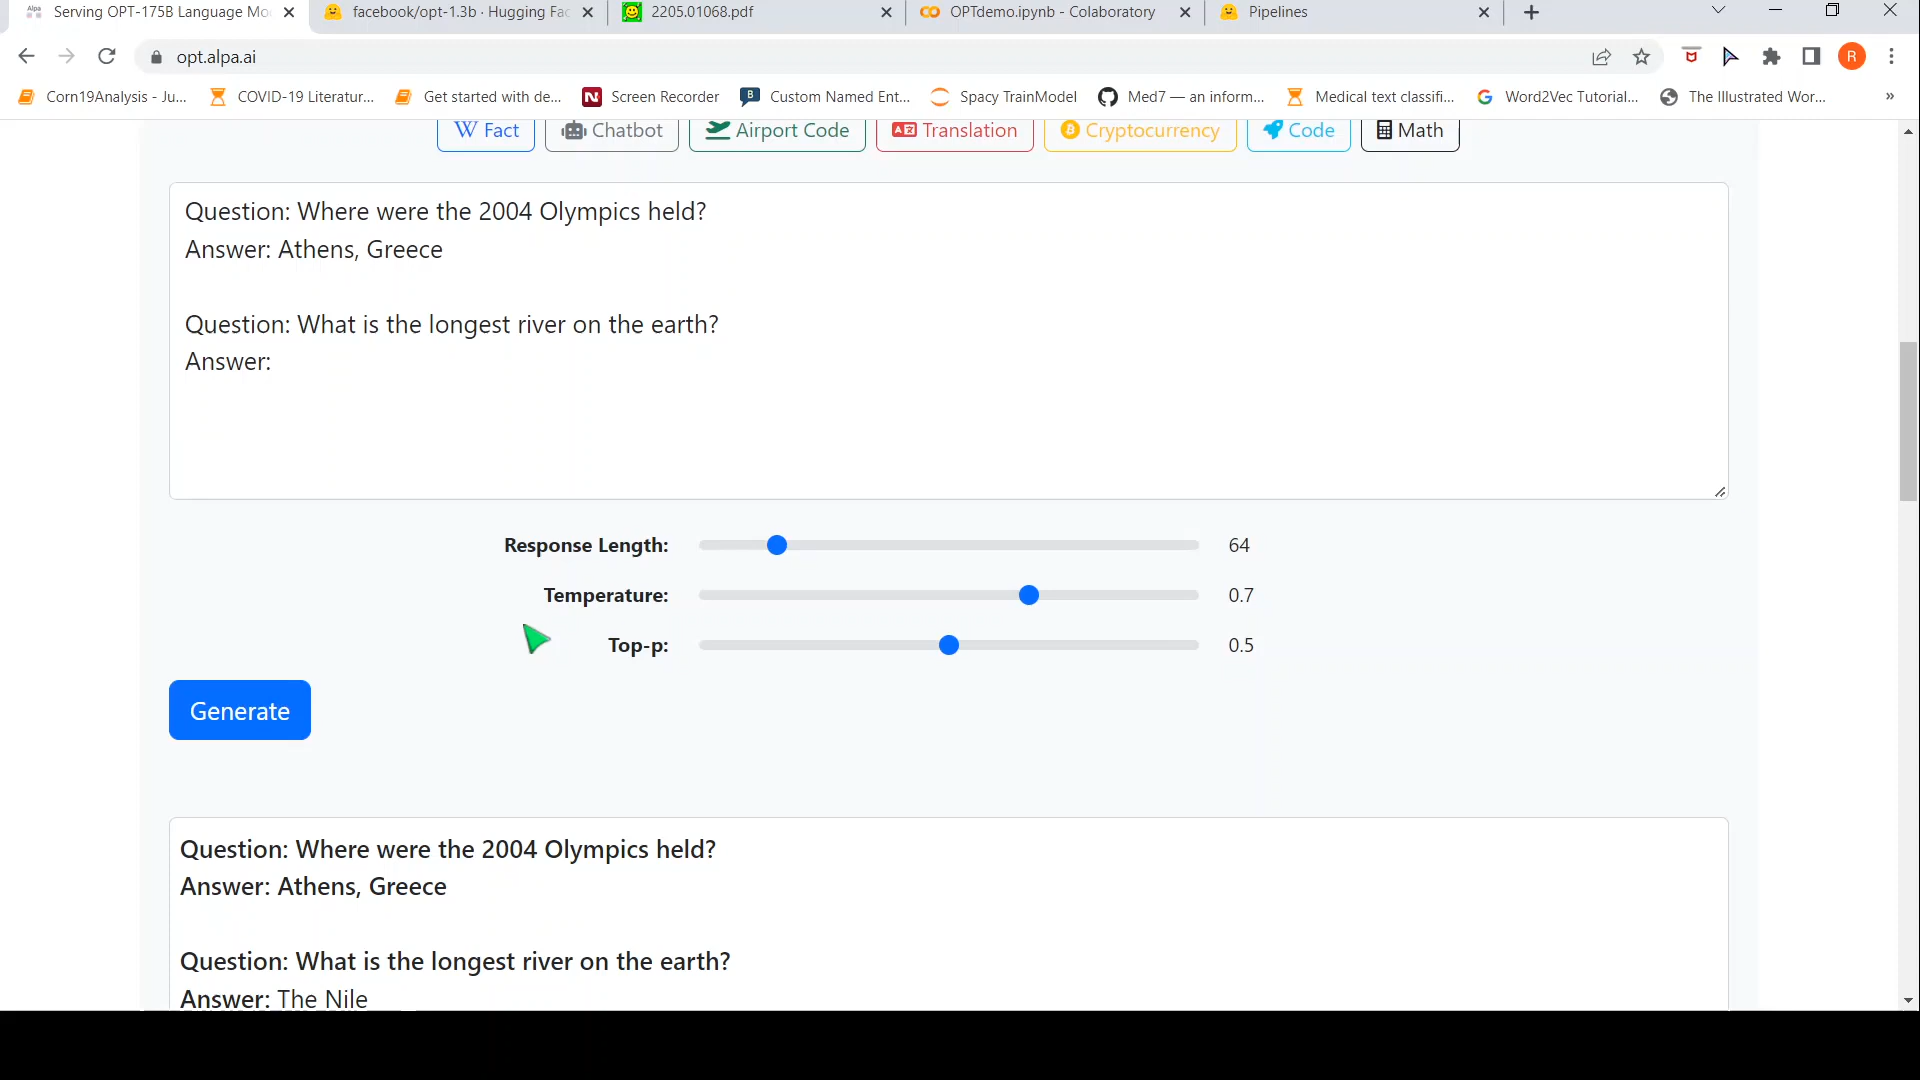 Alpa Serving OPT-175B Language Mo
facebook/opt-1.3b · Hugging Fac
2205.01068.pdf
OPTdemo.ipynb - Colaboratory
Pipelines
opt.alpa.ai
R
Corn19Analysis - Ju...
COVID-19 Literatur...
Get started with de...
N Screen Recorder
B Custom Named Ent...
Spacy TrainModel
Med7 — an inform...
Medical text classifi...
G Word2Vec Tutorial...
The Illustrated Wor...
»
W Fact
Chatbot
Airport Code
Translation
Cryptocurrency
Code
Math
Question: Where were the 2004 Olympics held?
Answer: Athens, Greece
Question: What is the longest river on the earth?
Answer:
Response Length: 64
Temperature: 0.7
Top-p: 0.5
Generate
Question: Where were the 2004 Olympics held?
Answer: Athens, Greece
Question: What is the longest river on the earth?
Answer: The Nile